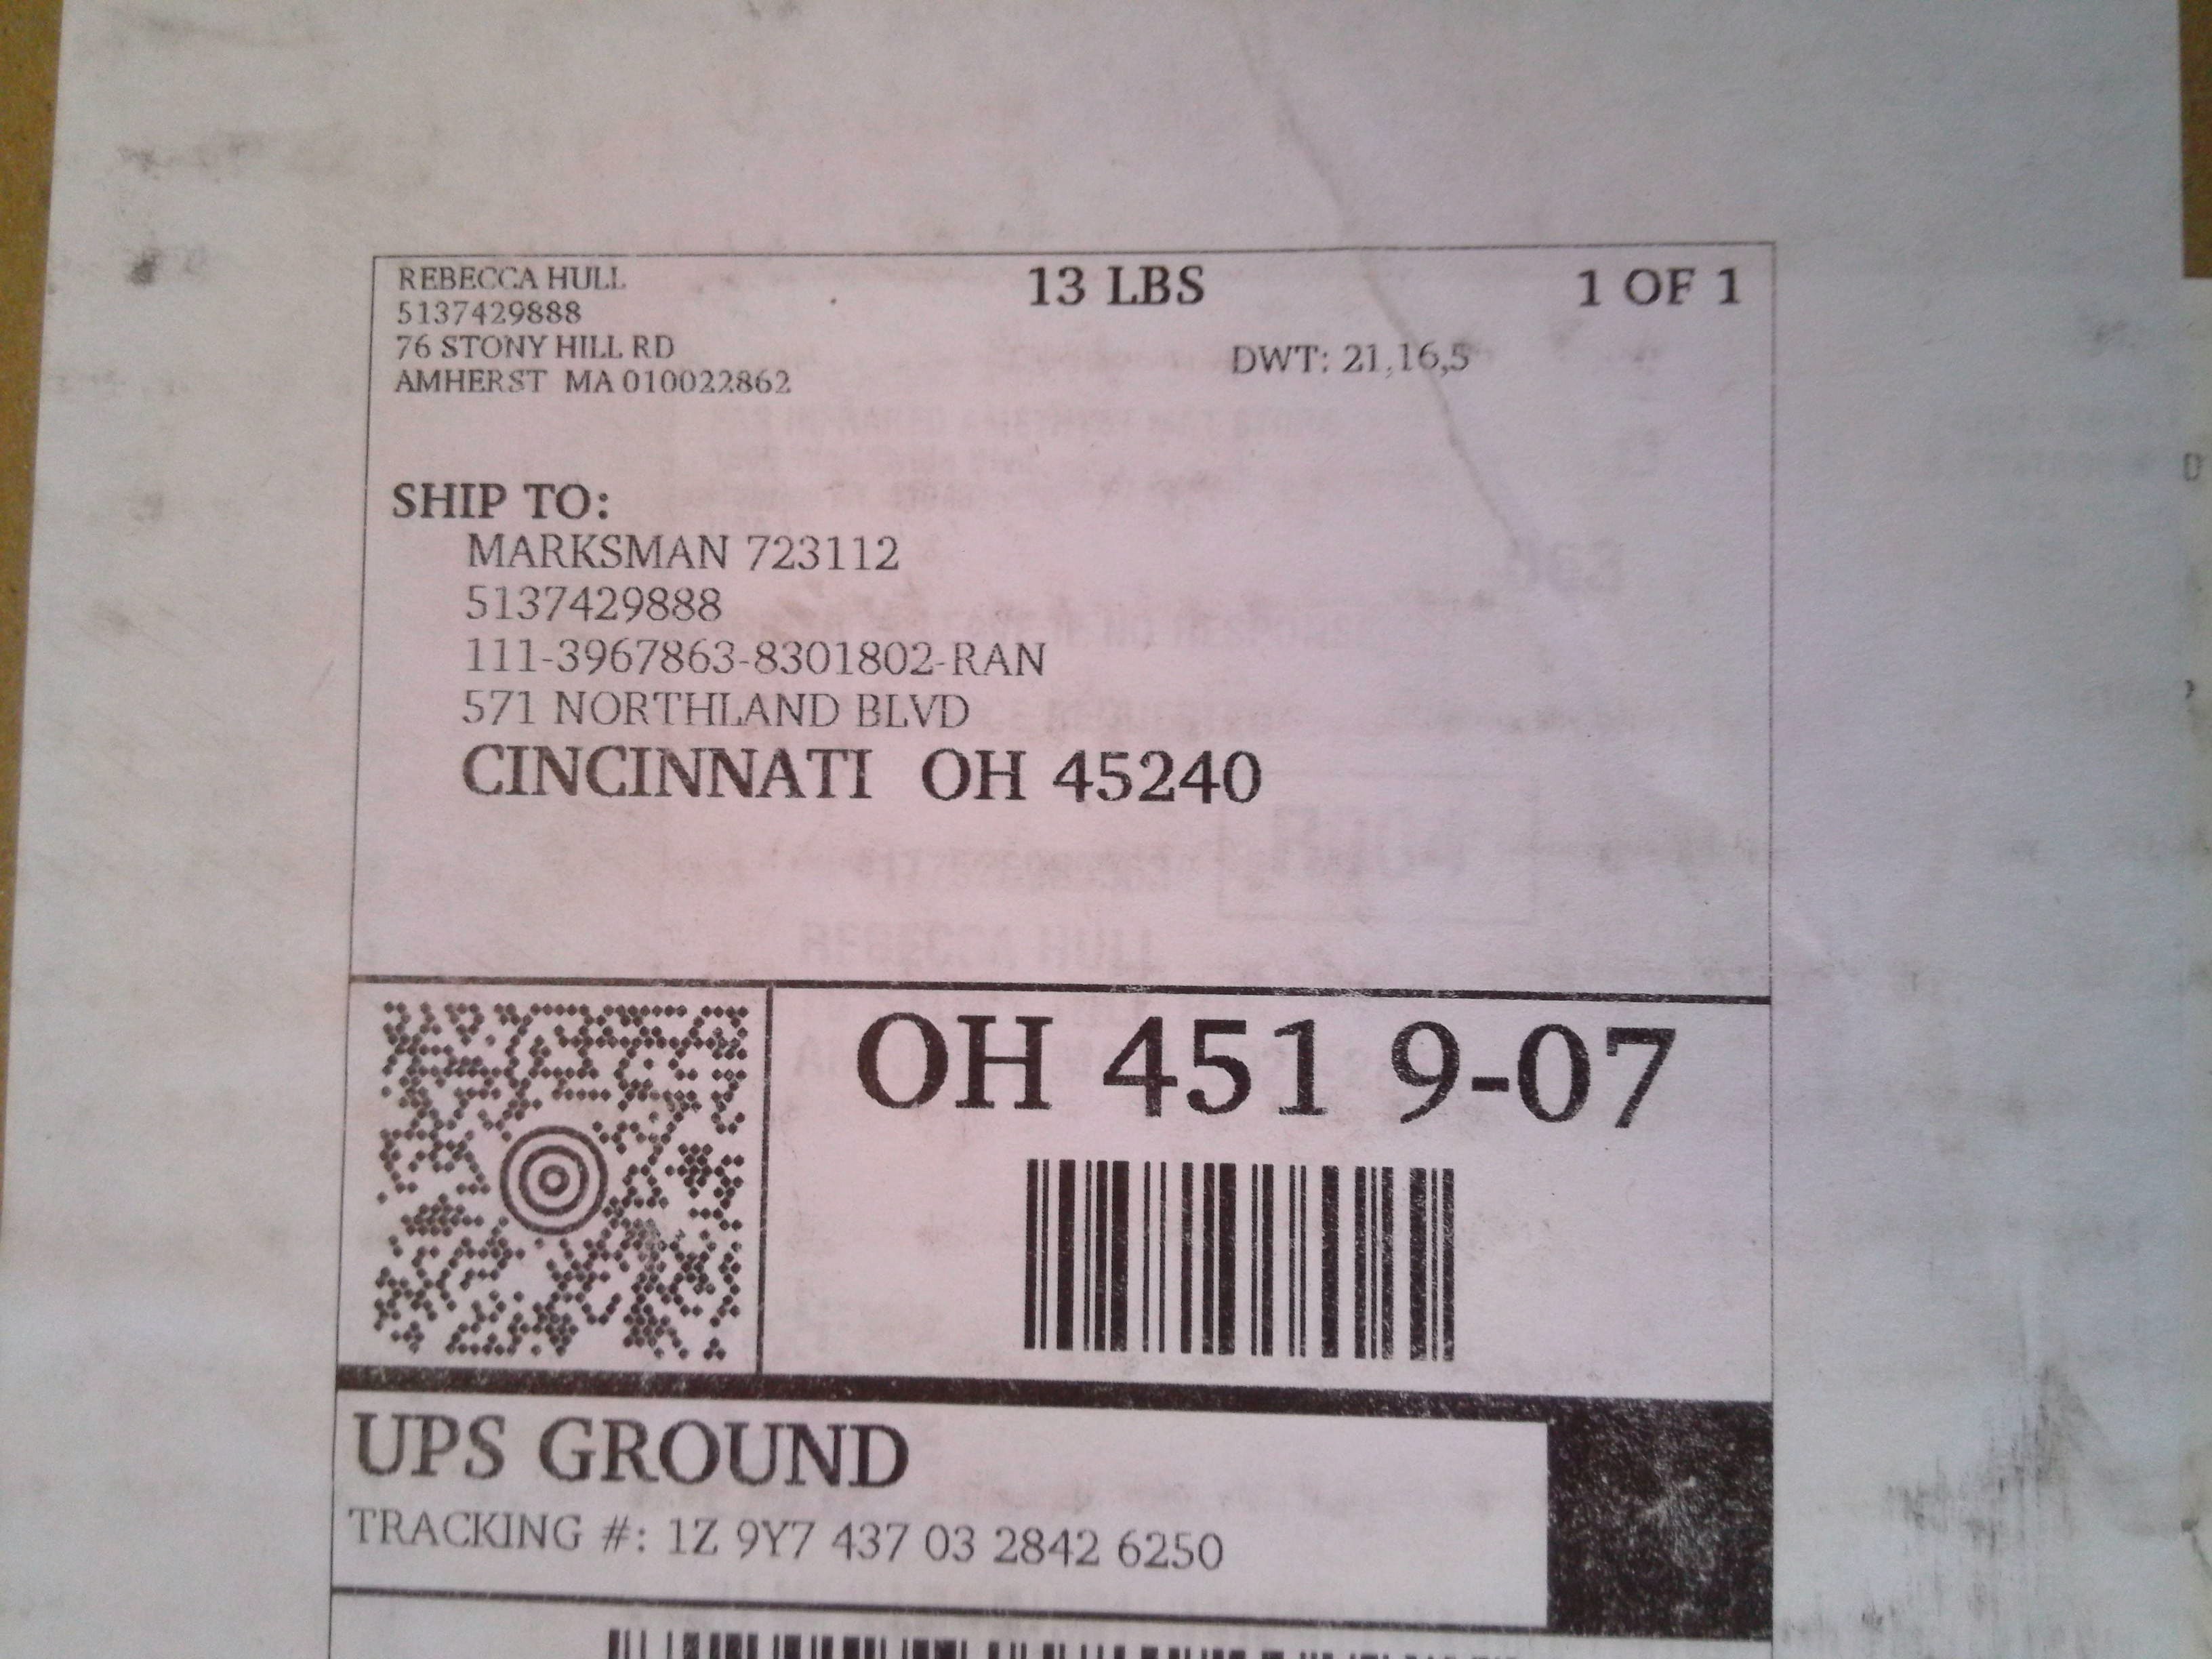 REBECCA HULL
5137429888
76 STONY HILL RD
AMHERST MA 010022862
13 LBS
1 OF 1
DWT: 21,16,5
SHIP TO:
MARKSMAN 723112
5137429888
111-3967863-8301802-RAN
571 NORTHLAND BLVD
CINCINNATI OH 45240
REBECCA HULL
OH 451 9-07
UPS GROUND
TRACKING #: 1Z 9Y7 437 03 2842 6250